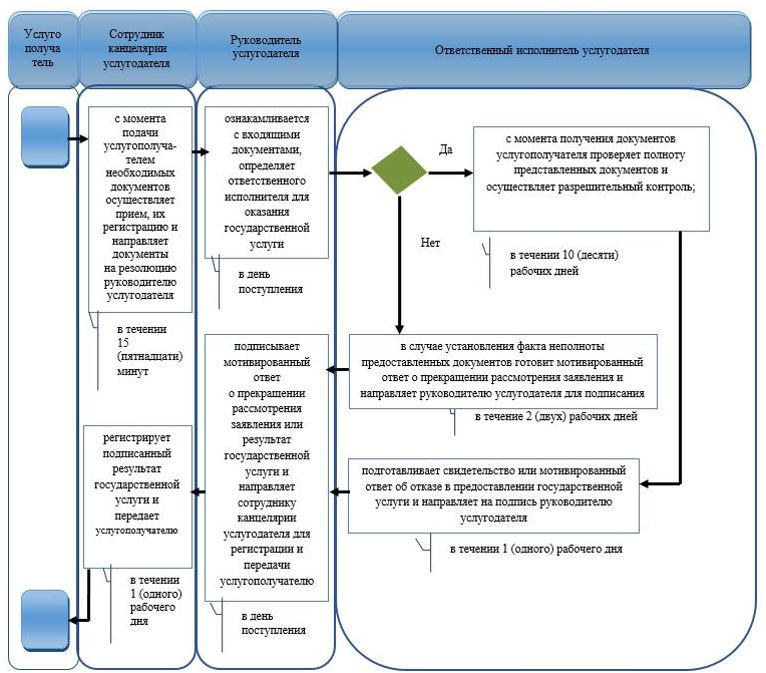 Услуго
получа
тель
Сотрудник
канцелярии
услугодателя
Руководитель
услугодателя
Ответственный исполнитель услугодателя
с момента
подачи
услугополуча-
телем
необходимых
документов
осуществляет
прием, их
регистрацию и
направляет
документы
на резолюцию
руководителю
услугодателя
в течении
15
(пятнадцати)
минут
ознакамливается
с входящими
документами,
определяет
ответственного
исполнителя для
оказания
государственной
услуги
в день
поступления
Да
Нет
с момента получения документов
услугополучателя проверяет полноту
представленных документов и
осуществляет разрешительный контроль;
в течении 10 (десяти)
рабочих дней
в случае установления факта неполноты
предоставленных документов готовит мотивированный
ответ о прекращении рассмотрения заявления и
направляет руководителю услугодателя для подписания
в течение 2 (двух) рабочих дней
подготавливает свидетельство или мотивированный
ответ об отказе в предоставлении государственной
услуги и направляет на подпись руководителю
услугодателя
в течении 1 (одного) рабочего дня
подписывает
мотивированный
ответ
о прекращении
рассмотрения
заявления или
результат
государственной
услуги и
направляет
сотруднику
канцелярии
услугодателя для
регистрации и
передачи
услугополучателю
в день
поступления
регистрирует
подписанный
результат
государственной
услуги и
передает
услугополучателю
в течении
1 (одного)
рабочего
дня